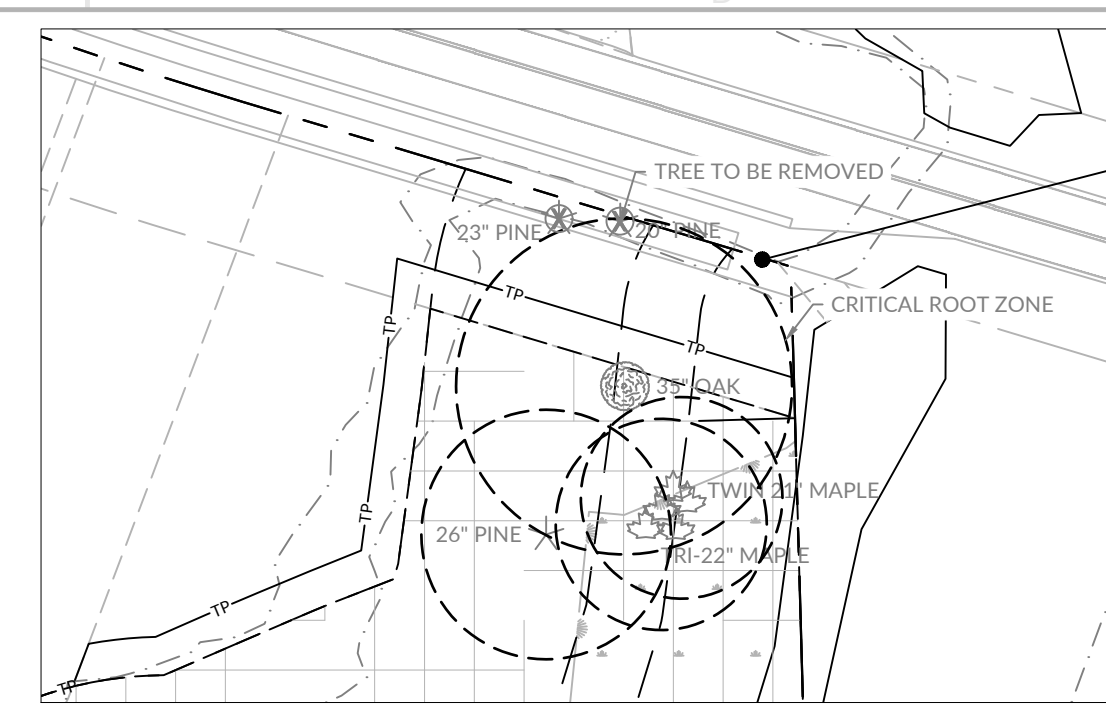 TREE TO BE REMOVED
23" PINE
20" PINE
TP
CRITICAL ROOT ZONE
TP
TP
35" OAK
TWIN 21" MAPLE
TP
26" PINE
TRI-22" MAPLE
TP
TP